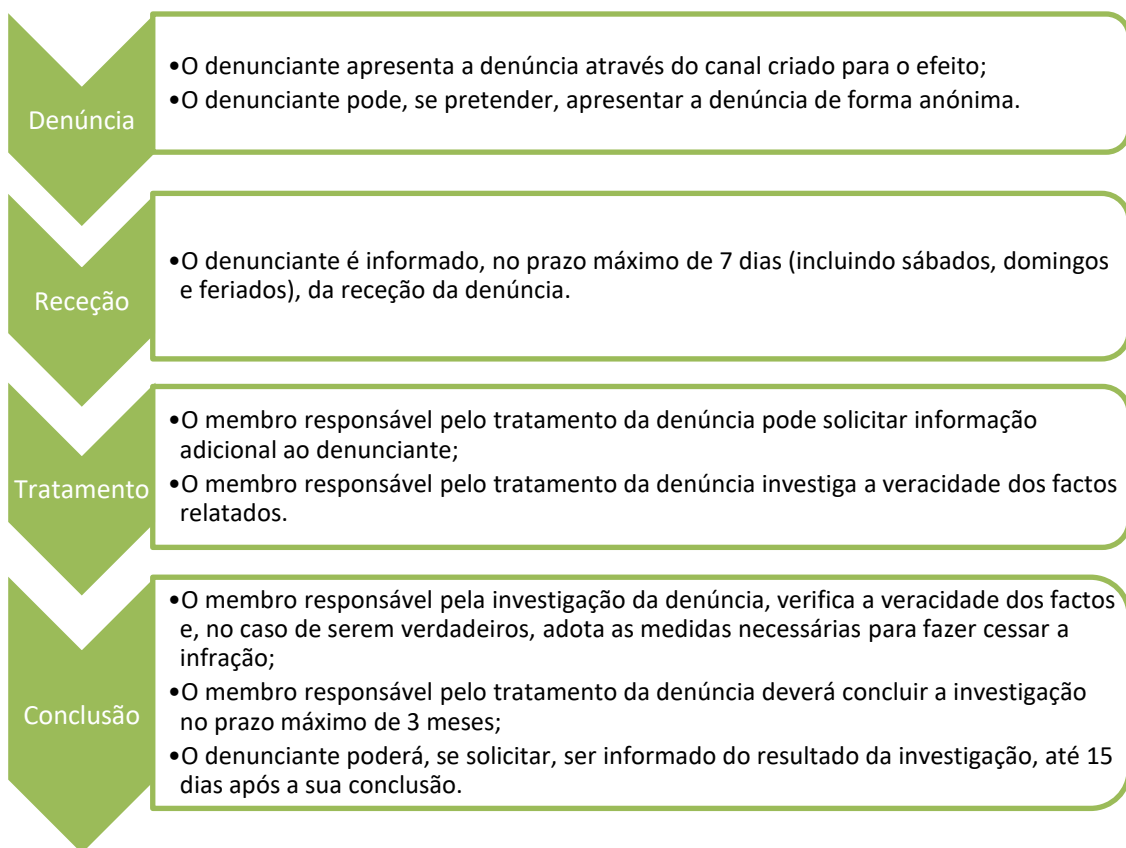 Denúncia
•O denunciante apresenta a denúncia através do canal criado para o efeito;
•O denunciante pode, se pretender, apresentar a denúncia de forma anónima.
Receção
•O denunciante é informado, no prazo máximo de 7 dias (incluindo sábados, domingos
e feriados), da receção da denúncia.
Tratamento
•O membro responsável pelo tratamento da denúncia pode solicitar informação
adicional ao denunciante;
•O membro responsável pelo tratamento da denúncia investiga a veracidade dos factos
relatados.
Conclusão
•O membro responsável pela investigação da denúncia, verifica a veracidade dos factos
e, no caso de serem verdadeiros, adota as medidas necessárias para fazer cessar a
infração;
•O membro responsável pelo tratamento da denúncia deverá concluir a investigação
no prazo máximo de 3 meses;
•O denunciante poderá, se solicitar, ser informado do resultado da investigação, até 15
dias após a sua conclusão.